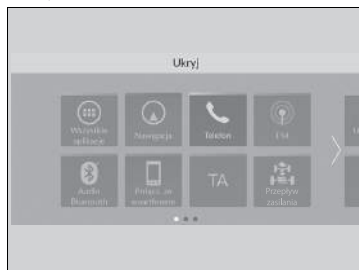 Ukryj
Wszystkie
aplikacje
Nawigacja
Telefon
FM
Audio
Bluetooth
Połącz. ze
smartfonem
TA
Przepływ
zasilania